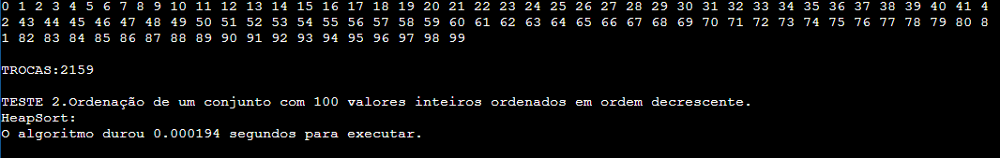 0 1 2 3 4 5 6 7 8 9 10 11 12 13 14 15 16 17 18 19 20 21 22 23 24 25 26 27 28 29 30 31 32 33 34 35 36 37 38 39 40 41 4
2 43 44 45 46 47 48 49 50 51 52 53 54 55 56 57 58 59 60 61 62 63 64 65 66 67 68 69 70 71 72 73 74 75 76 77 78 79 80 8
1 82 83 84 85 86 87 88 89 90 91 92 93 94 95 96 97 98 99
TROCAS:2159
TESTE 2.Ordenação de um conjunto com 100 valores inteiros ordenados em ordem decrescente.
HeapSort:
O algoritmo durou 0.000194 segundos para executar.